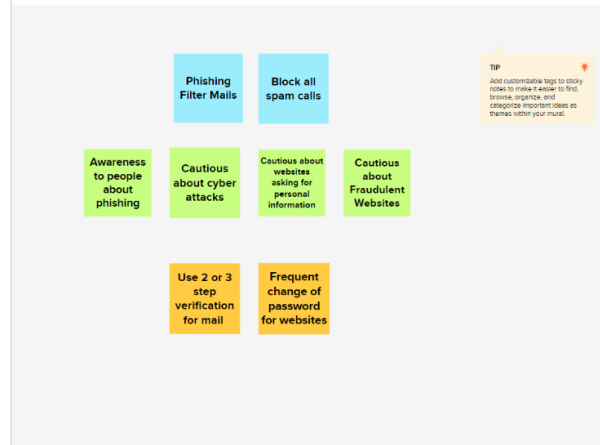 Phishing
Filter Mails
Block all
spam calls
TIP
Add customizable tags to sticky
notes to make it easier to find,
browse, organize, and
categorize important ideas as
themes within your mural.
Awareness
to people
about
phishing
Cautious
about cyber
attacks
Cautious about
websites
asking for
personal
information
Cautious
about
Fraudulent
Websites
Use 2 or 3
step
verification
for mail
Frequent
change of
password
for websites